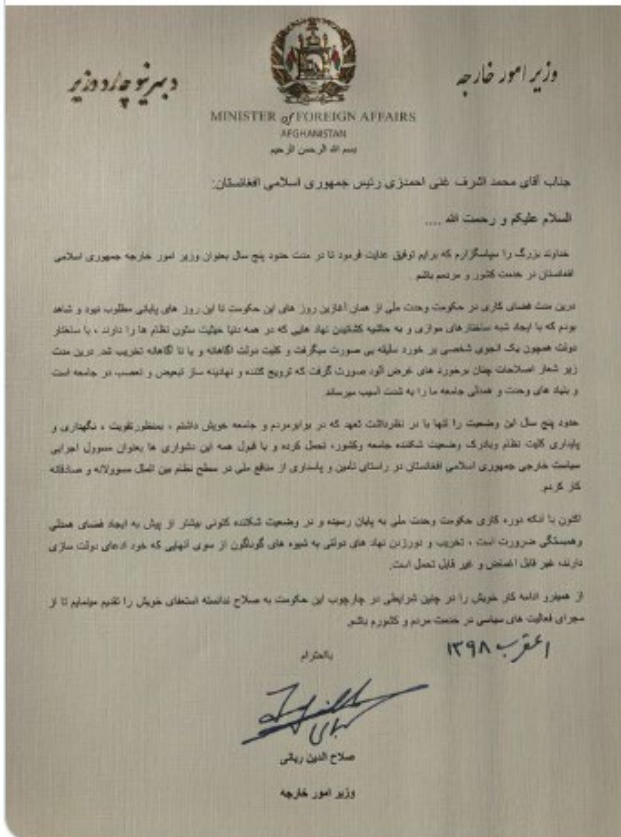 وزیر امور خارجه
د بهرنیو چارو وزیر
MINISTER of FOREIGN AFFAIRS
AFGHANISTAN
بسم الله الرحمن الرحیم
جناب آقای محمد اشرف غنی احمدزی رئیس جمهوری اسلامی افغانستان:
السلام علیکم و رحمت الله ....
خداوند بزرگ را سپاسگزارم که برایم توفیق عنایت فرمود تا در مدت حدود پنج سال بعنوان وزیر امور خارجه جمهوری اسلامی
افغانستان در خدمت کشور و مردمم باشم.
درین مدت فضای کاری در حکومت وحدت ملی از همان آغازین روز های این حکومت تا این روز های پایانی مطلوب نبود و شاهد
بودم که با ایجاد شبه ساختارهای موازی و به حاشیه کشانیدن نهاد هایی که در همه دنیا حیثیت ستون نظام ها را دارند ، با ساختار
دولت همچون یک انجوی شخصی بر خورد سلیقه یی صورت میگرفت و کلیت دولت آگاهانه و یا نا آگاهانه تخریب شد. درین مدت
زیر شعار اصلاحات چنان برخورد های غرض آلود صورت گرفت که ترویج کننده و نهادینه ساز تبعیض و تعصب در جامعه است
و بنیاد های وحدت و همدلی جامعه ما را به شدت آسیب میرساند.
حدود پنج سال این وضعیت را تنها با در نظرداشت تعهد که در برابرمردم و جامعه خویش داشتم ، بمنظورتقویت ، نگهداری و
پایداری کلیت نظام وبادرک وضعیت شکننده جامعه وکشور، تحمل کرده و با قبول همه این دشواری ها بعنوان مسوول اجرایی
سیاست خارجی جمهوری اسلامی افغانستان در راستای تأمین و پاسداری از منافع ملی در سطح نظم بین الملل مسوولانه و صادقانه
کار کردم.
اکنون با آنکه دوره کاری حکومت وحدت ملی به پایان رسیده و در وضعیت شکننده کنونی بیشتر از پیش به ایجاد فضای همدلی
وهمبستگی ضرورت است ، تخریب و دورزدن نهاد های دولتی به شیوه های گوناگون از سوی آنهایی که خود ادعای دولت سازی
دارند، غیر قابل اغماض و غیر قابل تحمل است.
از همینرو ادامه کار خویش را در چنین شرایطی در چارچوب این حکومت به صلاح ندانسته استعفای خویش را تقدیم مینمایم تا از
مجرای فعالیت های سیاسی در خدمت مردم و کشورم باشم.
۱ عقرب ۱۳۹۸
بااحترام
صلاح الدین ربانی
وزیر امور خارجه